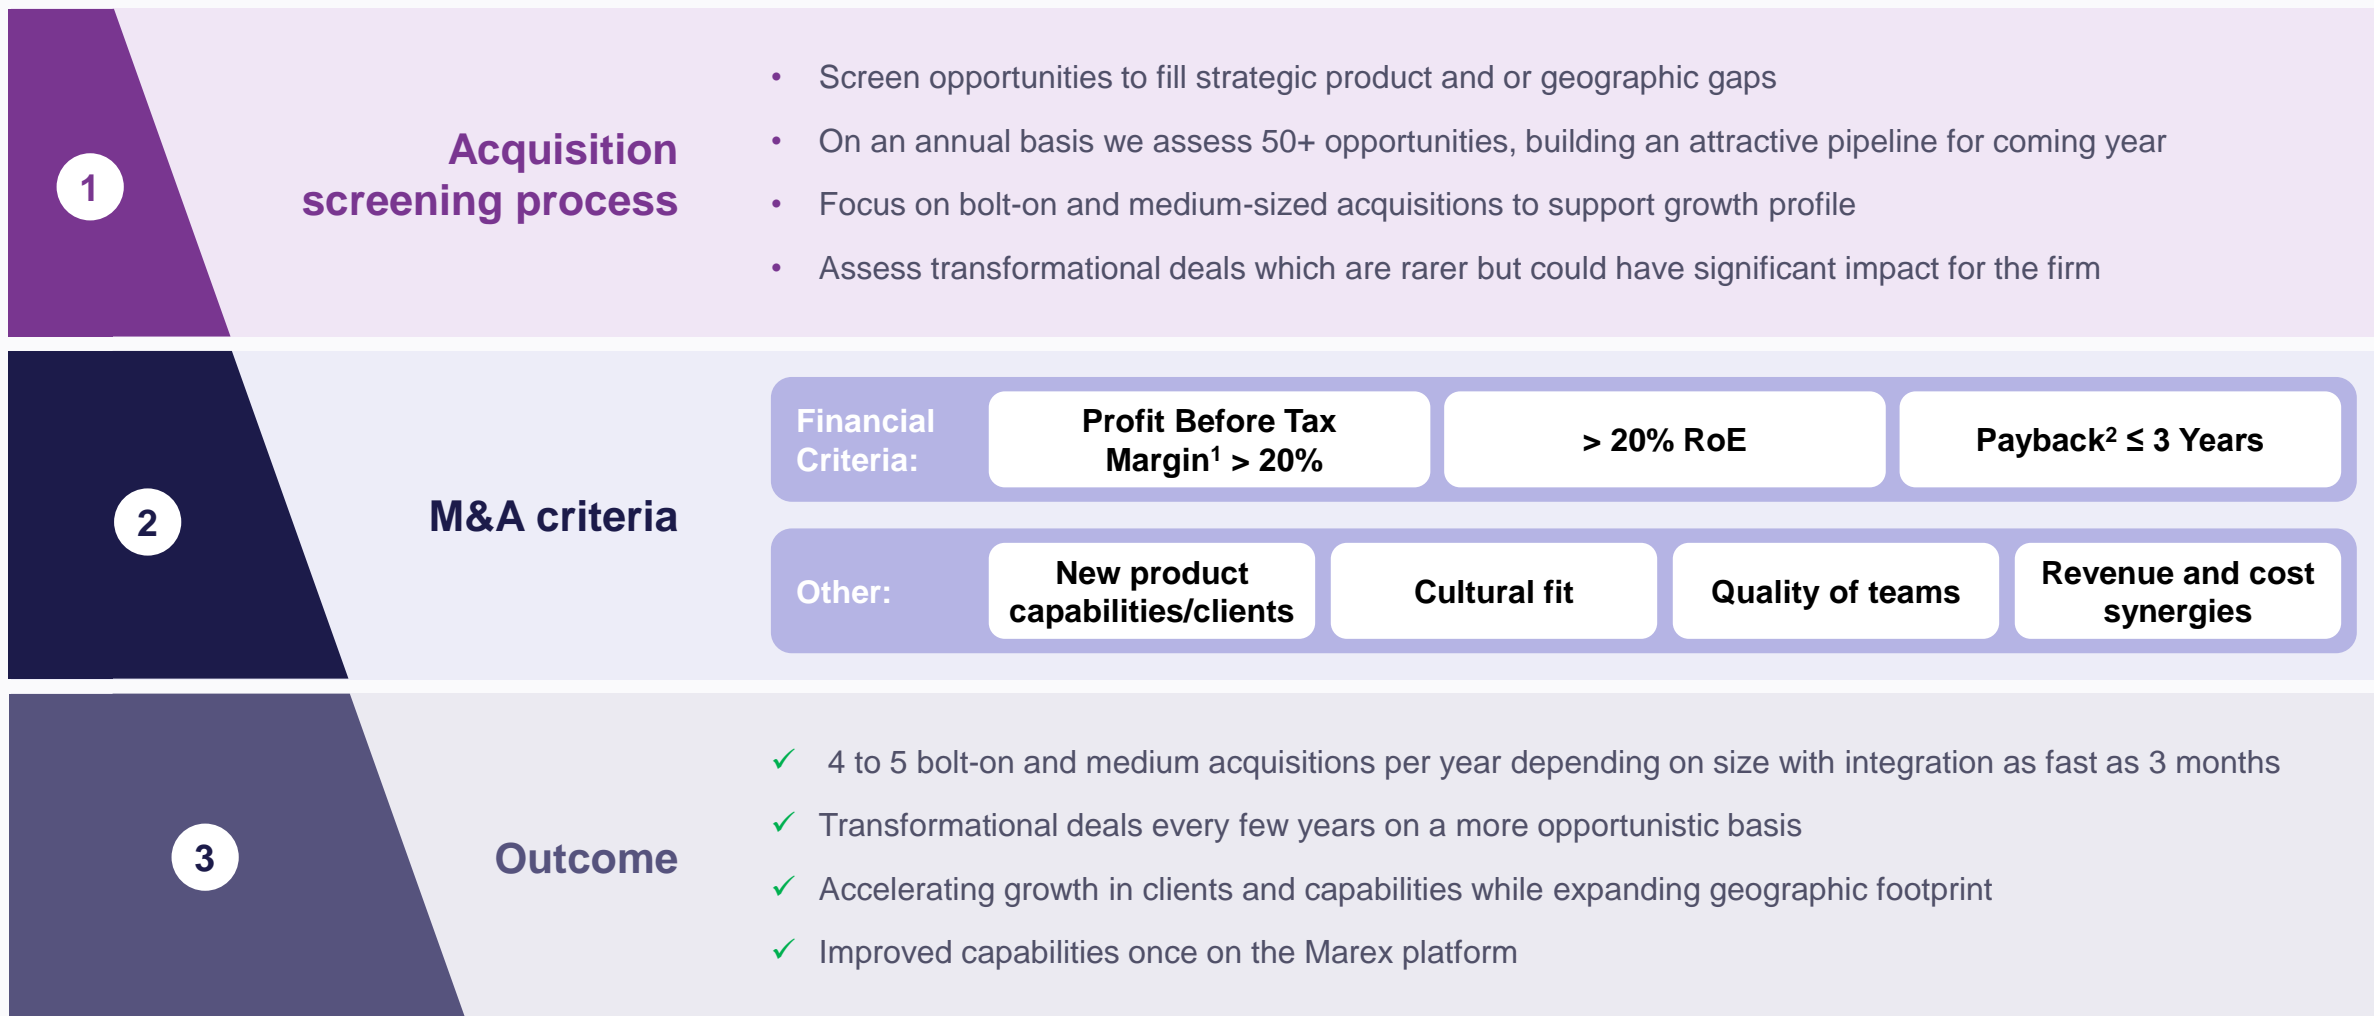 1
Acquisition
screening process
• Screen opportunities to fill strategic product and or geographic gaps
• On an annual basis we assess 50+ opportunities, building an attractive pipeline for coming year
• Focus on bolt-on and medium-sized acquisitions to support growth profile
• Assess transformational deals which are rarer but could have significant impact for the firm
2
M&A criteria
Financial
Criteria:
Profit Before Tax
Margin¹ > 20%
> 20% RoE
Payback² ≤ 3 Years
Other:
New product
capabilities/clients
Cultural fit
Quality of teams
Revenue and cost
synergies
3
Outcome
✓ 4 to 5 bolt-on and medium acquisitions per year depending on size with integration as fast as 3 months
✓ Transformational deals every few years on a more opportunistic basis
✓ Accelerating growth in clients and capabilities while expanding geographic footprint
✓ Improved capabilities once on the Marex platform